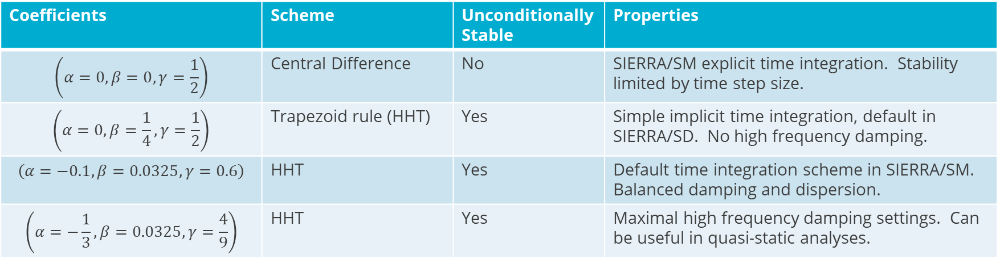 Coefficients Scheme Unconditionally Stable Properties
(α = 0, β = 0, γ = 1/2) Central Difference No SIERRA/SM explicit time integration. Stability
limited by time step size.
(α = 0, β = 1/4, γ = 1/2) Trapezoid rule (HHT) Yes Simple implicit time integration, default in
SIERRA/SD. No high frequency damping.
(α = −0.1, β = 0.0325, γ = 0.6) HHT Yes Default time integration scheme in SIERRA/SM.
Balanced damping and dispersion.
(α = −1/3, β = 0.0325, γ = 4/9) HHT Yes Maximal high frequency damping settings. Can
be useful in quasi-static analyses.